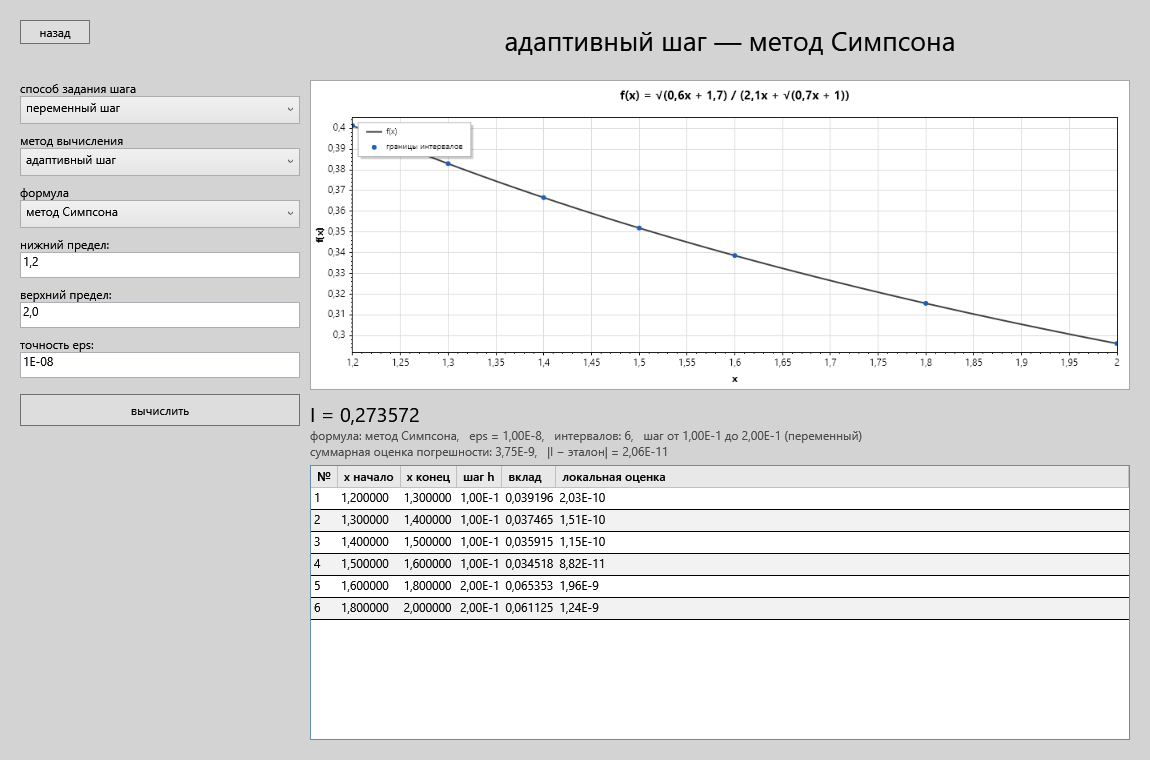 назад
адаптивный шаг — метод Симпсона
способ задания шага
переменный шаг
метод вычисления
адаптивный шаг
формула
метод Симпсона
нижний предел:
1,2
верхний предел:
2,0
точность eps:
1E-08
вычислить
f(x) = √(0,6x + 1,7) / (2,1x + √(0,7x + 1))
f(x)
границы интервалов
f(x)
0,4
0,39
0,38
0,37
0,36
0,35
0,34
0,33
0,32
0,31
0,3
1,2 1,25 1,3 1,35 1,4 1,45 1,5 1,55 1,6 1,65 1,7 1,75 1,8 1,85 1,9 1,95 2
x
I = 0,273572
формула: метод Симпсона, eps = 1,00E-8, интервалов: 6, шаг от 1,00E-1 до 2,00E-1 (переменный)
суммарная оценка погрешности: 3,75E-9, |I − эталон| = 2,06E-11
№ x начало x конец шаг h вклад локальная оценка
1 1,200000 1,300000 1,00E-1 0,039196 2,03E-10
2 1,300000 1,400000 1,00E-1 0,037465 1,51E-10
3 1,400000 1,500000 1,00E-1 0,035915 1,15E-10
4 1,500000 1,600000 1,00E-1 0,034518 8,82E-11
5 1,600000 1,800000 2,00E-1 0,065353 1,96E-9
6 1,800000 2,000000 2,00E-1 0,061125 1,24E-9